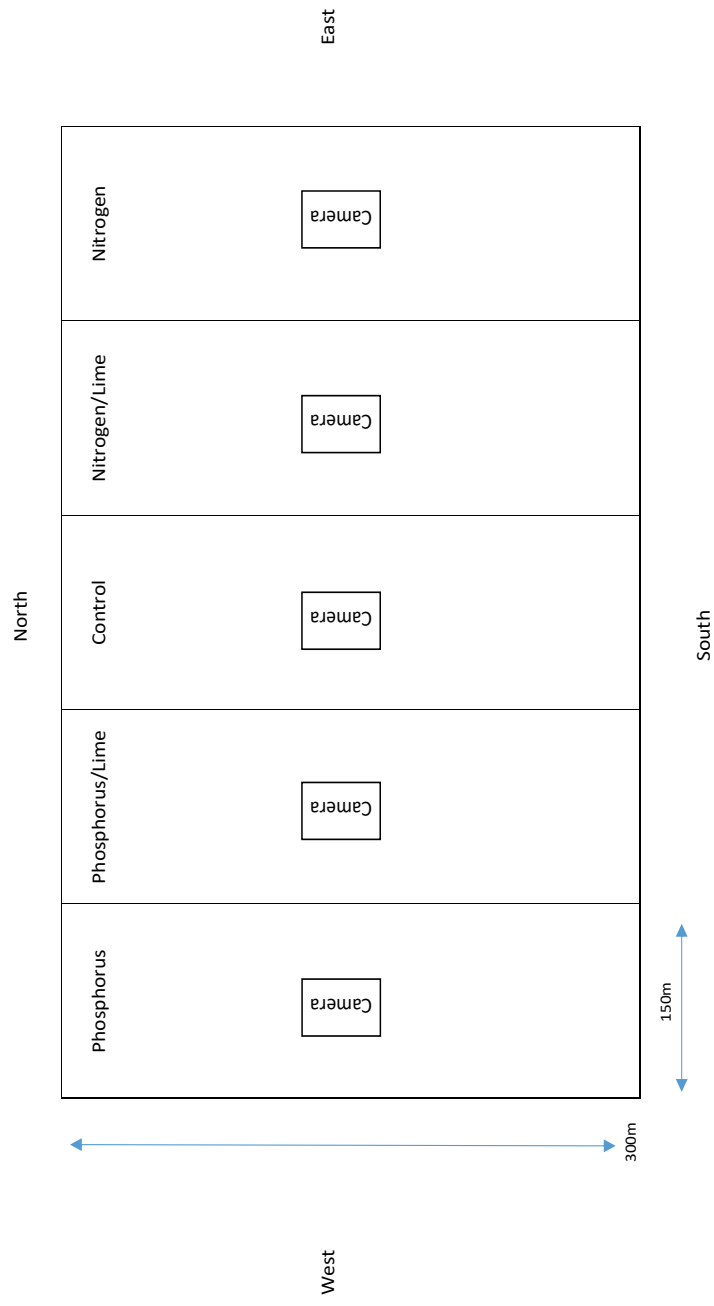 North
Phosphorus
Phosphorus/Lime
Control
Nitrogen/Lime
Nitrogen
West
Camera
Camera
Camera
Camera
Camera
East
300m
150m
South